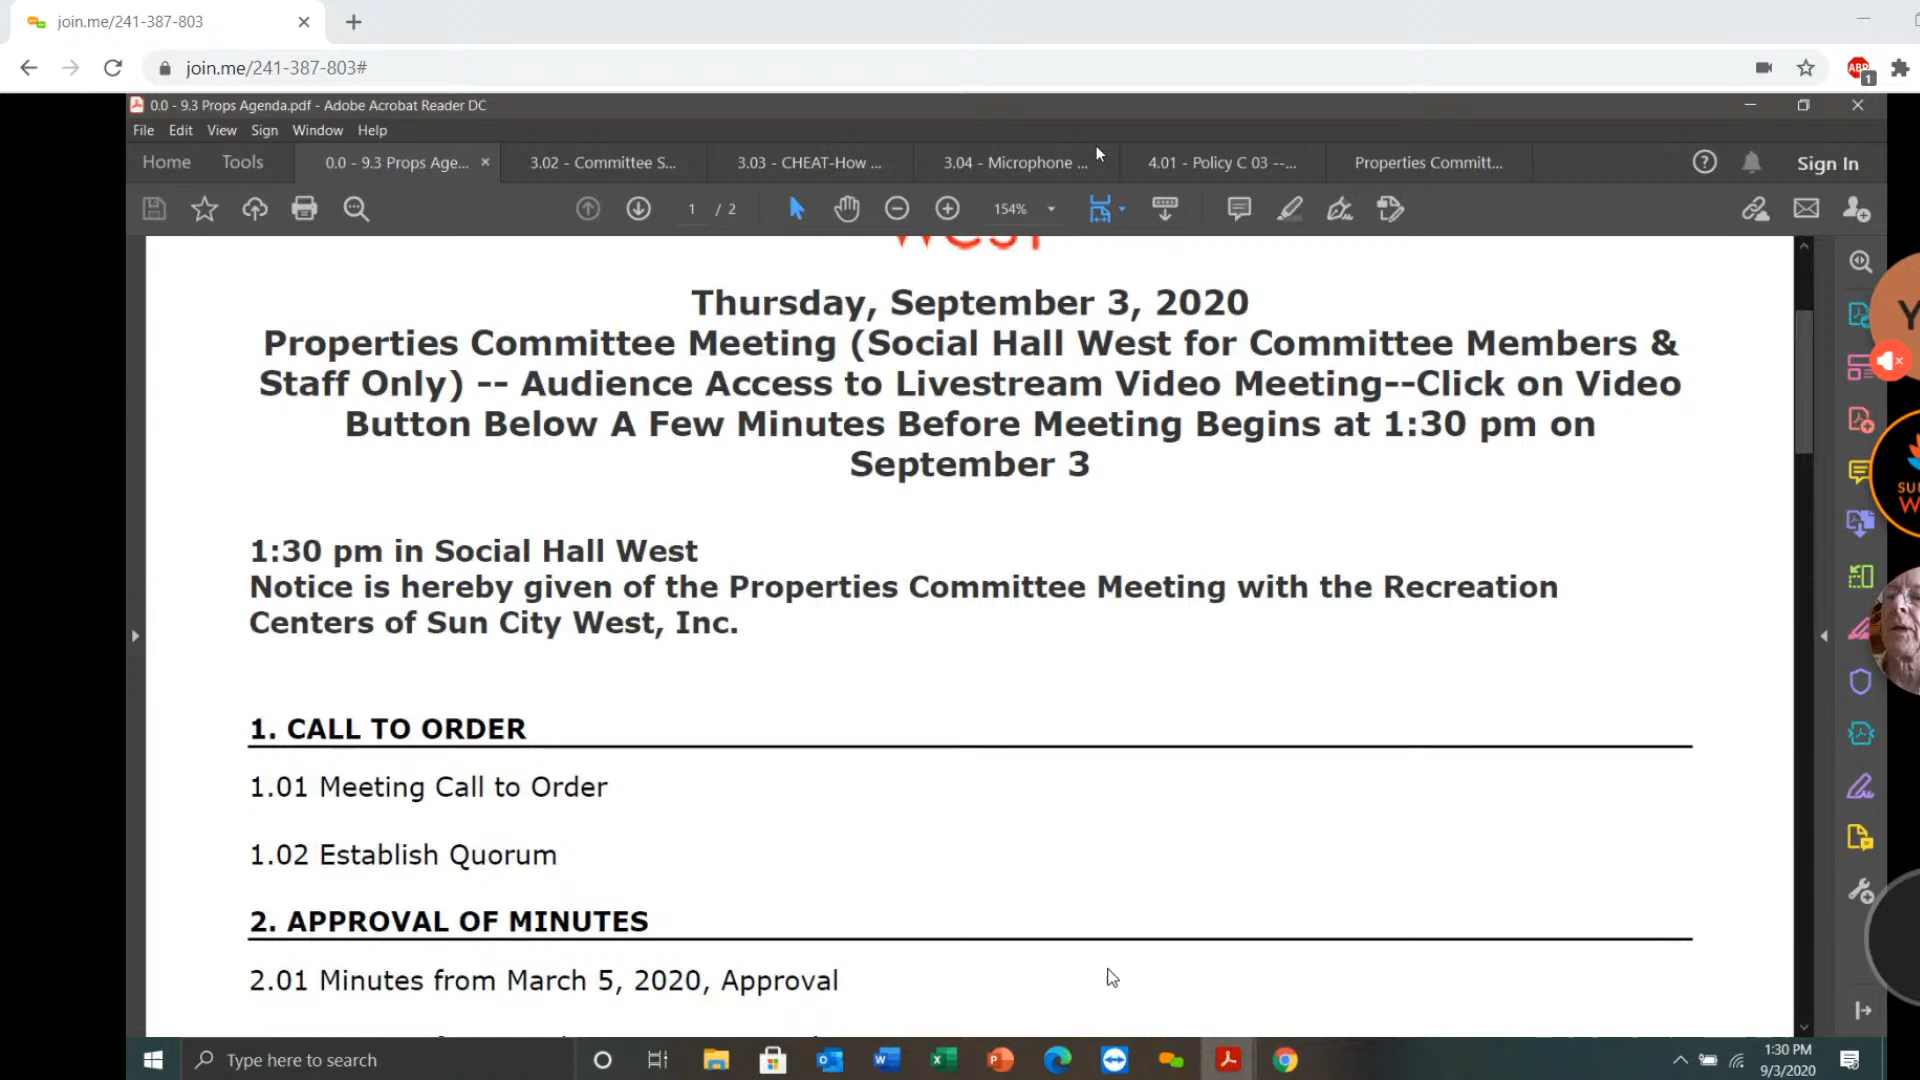 join.me/241-387-803
join.me/241-387-803#
ABP
1
0.0 - 9.3 Props Agenda.pdf - Adobe Acrobat Reader DC
File Edit View Sign Window Help
Home Tools 0.0 - 9.3 Props Age... 3.02 - Committee S... 3.03 - CHEAT-How ... 3.04 - Microphone ... 4.01 - Policy C 03 --... Properties Committ... Sign In
1 / 2 154%
Thursday, September 3, 2020
Properties Committee Meeting (Social Hall West for Committee Members &
Staff Only) -- Audience Access to Livestream Video Meeting--Click on Video
Button Below A Few Minutes Before Meeting Begins at 1:30 pm on
September 3
1:30 pm in Social Hall West
Notice is hereby given of the Properties Committee Meeting with the Recreation
Centers of Sun City West, Inc.
1. CALL TO ORDER
1.01 Meeting Call to Order
1.02 Establish Quorum
2. APPROVAL OF MINUTES
2.01 Minutes from March 5, 2020, Approval
Y
Type here to search
1:30 PM
9/3/2020